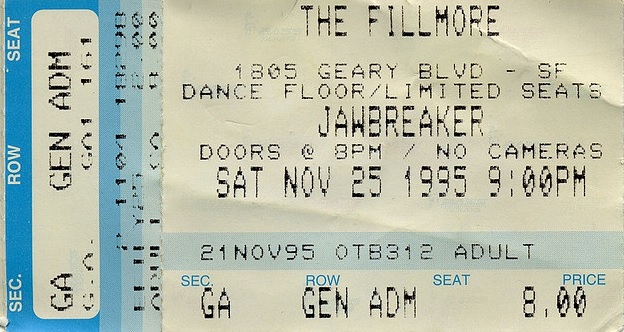 THE FILLMORE
1805 GEARY BLVD - SF
DANCE FLOOR/LIMITED SEATS
JAWBREAKER
DOORS @ 8PM / NO CAMERAS
SAT NOV 25 1995 9:00PM
21NOV95 OTB312 ADULT
SEC. ROW SEAT PRICE
GA GEN ADM 8.00
SEC. ROW SEAT
GA GEN ADM